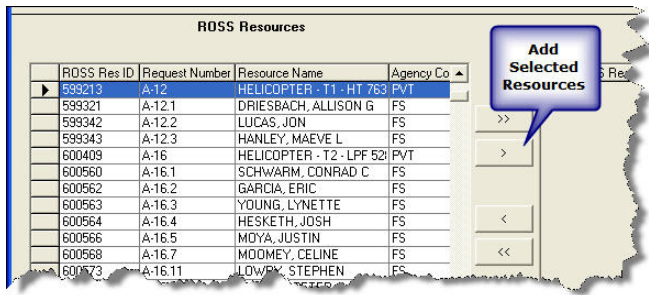 ROSS Resources
Add
Selected
Resources
ROSS Res ID Request Number Resource Name Agency Co
599213 A-12 HELICOPTER - T1 - HT 763 PVT
599321 A-12.1 DRIESBACH, ALLISON G FS
599342 A-12.2 LUCAS, JON FS
>>
599343 A-12.3 HANLEY, MAEVE L FS
600409 A-16 HELICOPTER - T2 - LPF 52 PVT
>
600560 A-16.1 SCHWARM, CONRAD C FS
600562 A-16.2 GARCIA, ERIC FS
600563 A-16.3 YOUNG, LYNETTE FS
600564 A-16.4 HESKETH, JOSH FS
<
600566 A-16.5 MOYA, JUSTIN FS
600568 A-16.7 MOOMEY, CELINE FS
<<
A-16.11 LOWRY, STEPHEN FS